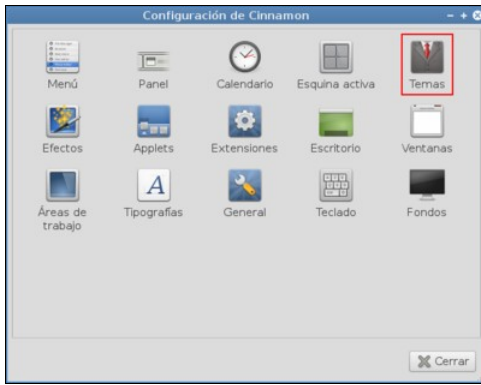 Configuración de Cinnamon
Menú
Panel
Calendario
Esquina activa
Temas
Efectos
Applets
Extensiones
Escritorio
Ventanas
Áreas de
trabajo
Tipografías
General
Teclado
Fondos
Cerrar